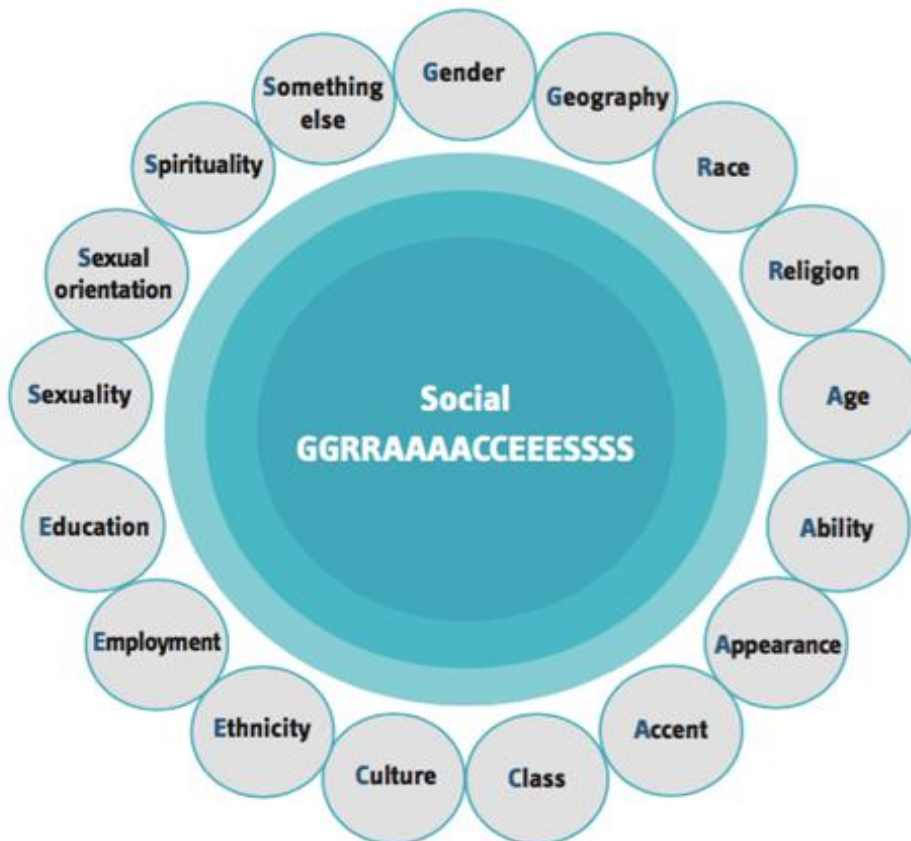 Social
GGRRAAAACCEEESSSS
Gender
Geography
Race
Religion
Age
Ability
Appearance
Accent
Class
Culture
Ethnicity
Employment
Education
Sexuality
Sexual
orientation
Spirituality
Something
else